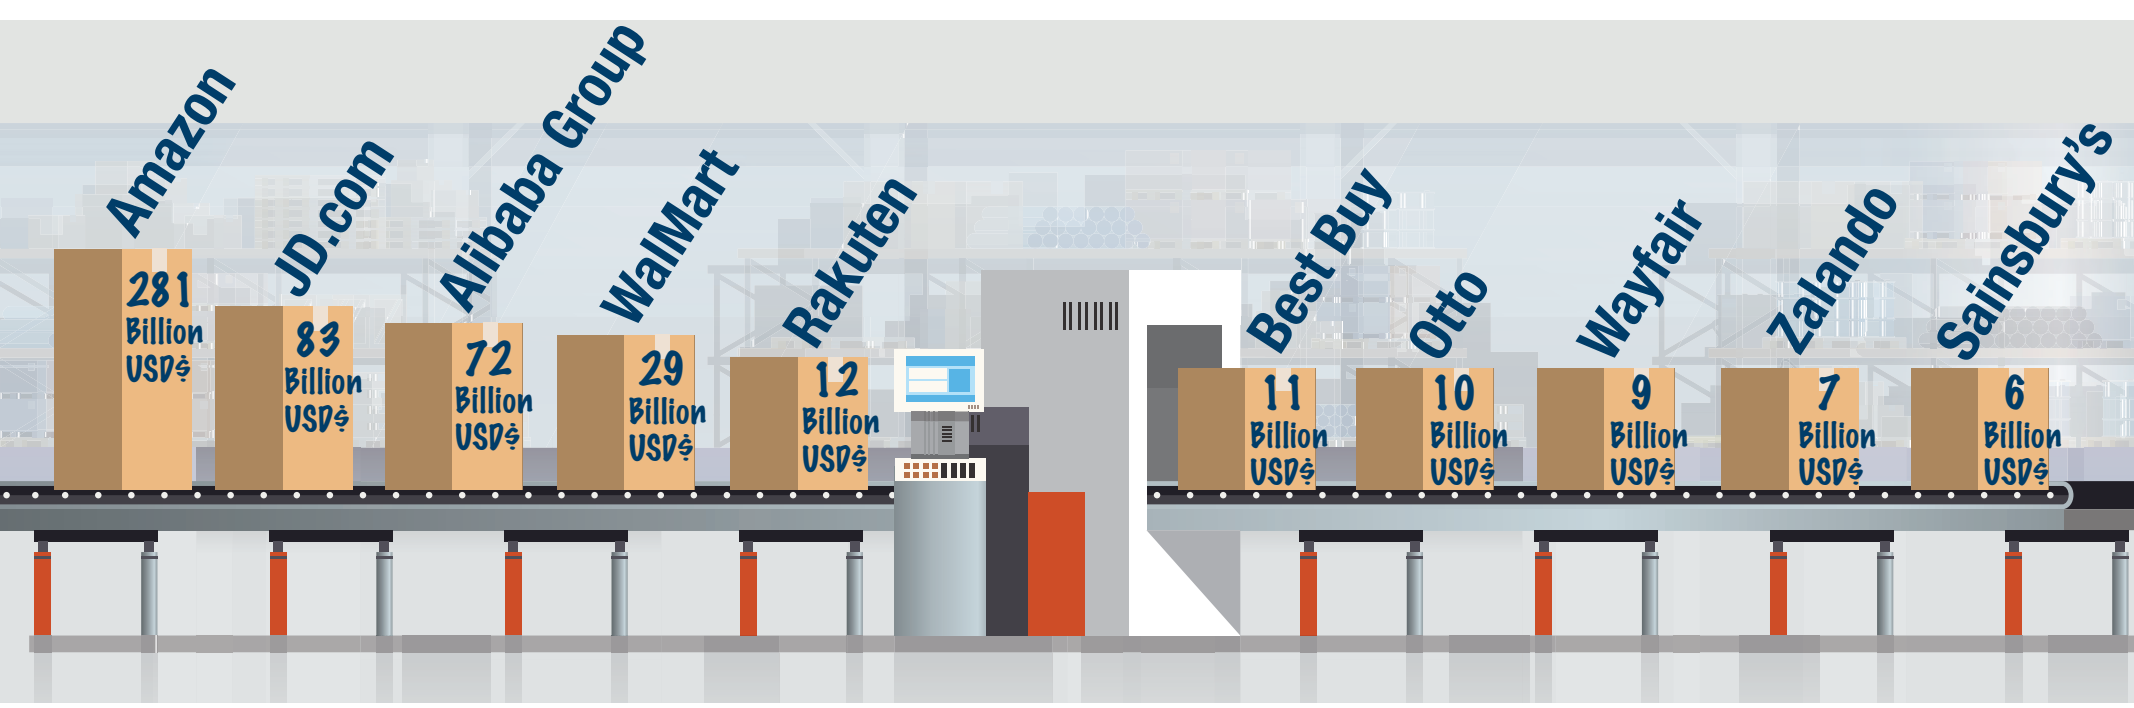 Amazon
281
Billion
USD$
JD.com
83
Billion
USD$
Alibaba Group
72
Billion
USD$
WalMart
29
Billion
USD$
Rakuten
12
Billion
USD$
Best Buy
11
Billion
USD$
Otto
10
Billion
USD$
Wayfair
9
Billion
USD$
Zalando
7
Billion
USD$
Sainsbury's
6
Billion
USD$